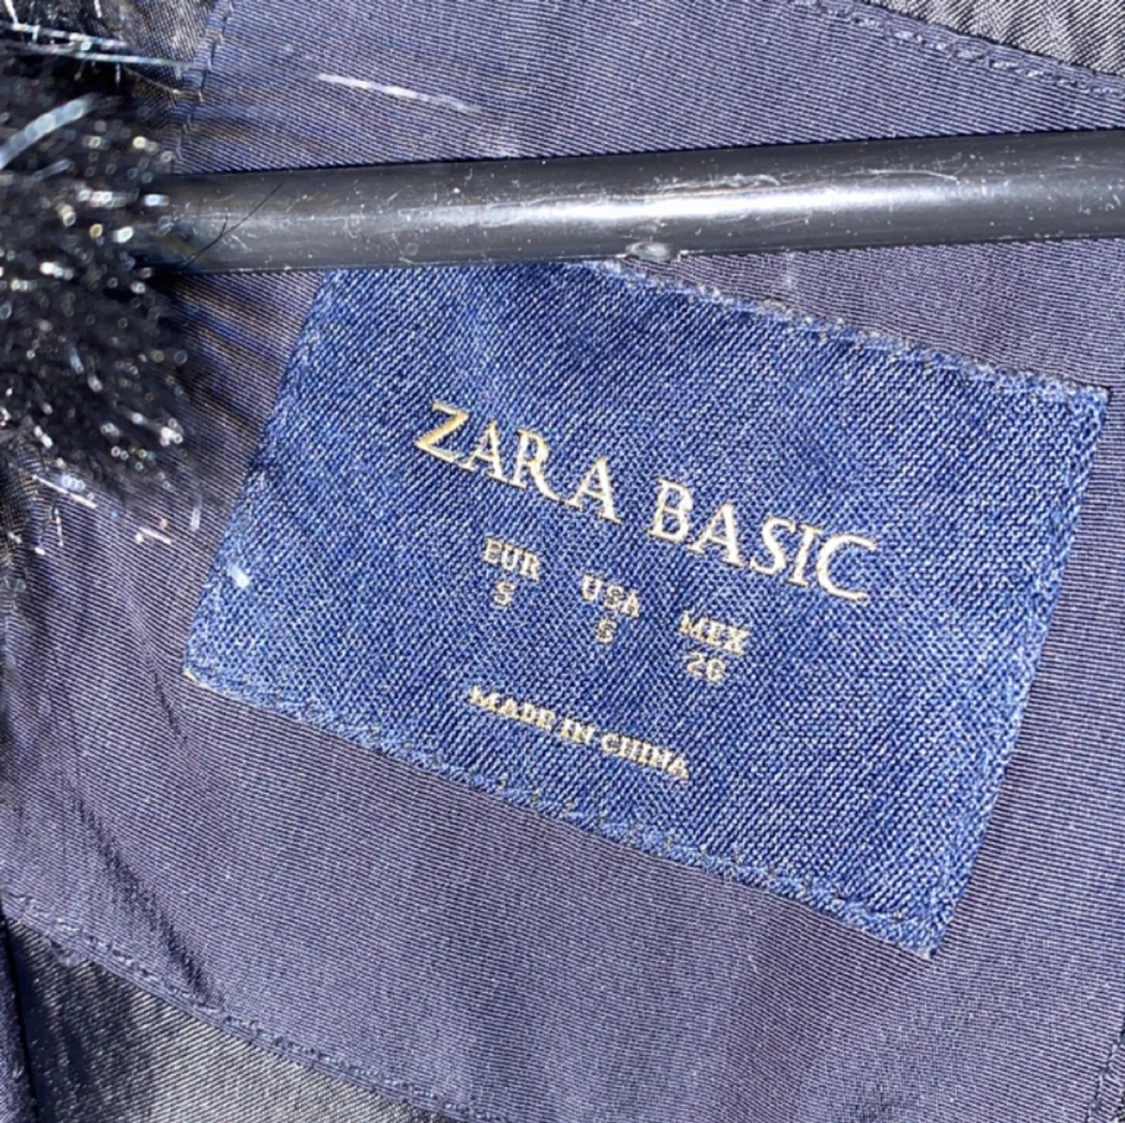 ZARA BASIC
EUR USA MEX
S S 26
MADE IN CHINA